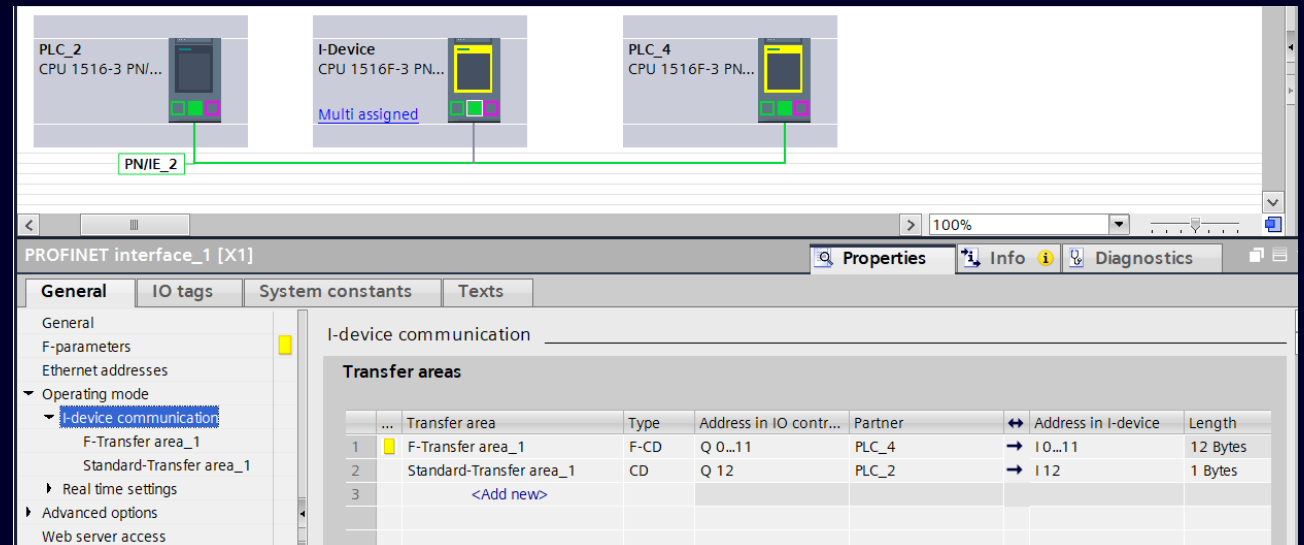 PLC_2
CPU 1516-3 PN/...
I-Device
CPU 1516F-3 PN...
Multi assigned
PLC_4
CPU 1516F-3 PN...
PN/IE_2
100%
PROFINET interface_1 [X1]
Properties
Info
Diagnostics
General
IO tags
System constants
Texts
General
F-parameters
Ethernet addresses
Operating mode
I-device communication
F-Transfer area_1
Standard-Transfer area_1
Real time settings
Advanced options
Web server access
I-device communication
Transfer areas
... Transfer area Type Address in IO contr... Partner ↔ Address in I-device Length
1 F-Transfer area_1 F-CD Q 0...11 PLC_4 → I 0...11 12 Bytes
2 Standard-Transfer area_1 CD Q 12 PLC_2 → I 12 1 Bytes
3 <Add new>